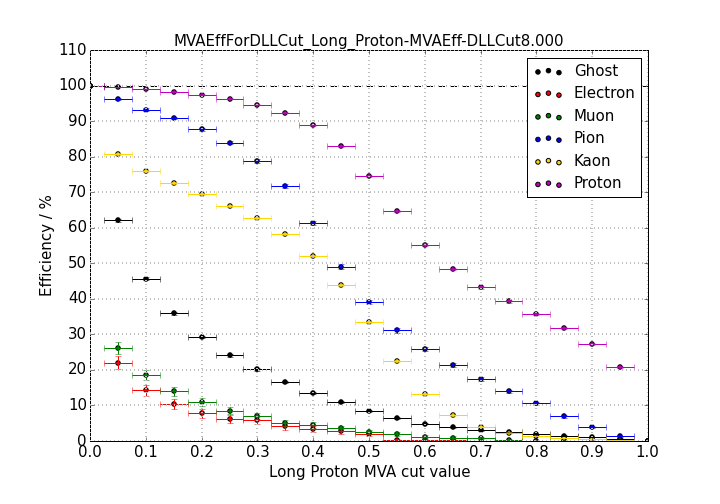 MVAEffForDLLCut_Long_Proton-MVAEff-DLLCut8.000
110
100
90
80
70
60
50
40
30
20
10
0
Efficiency / %
Ghost
Electron
Muon
Pion
Kaon
Proton
0.0 0.1 0.2 0.3 0.4 0.5 0.6 0.7 0.8 0.9 1.0
Long Proton MVA cut value